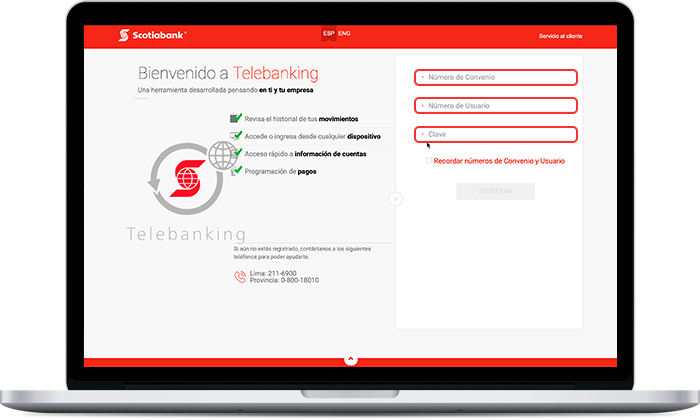 Scotiabank
ESP ENG
Servicio al cliente
Bienvenido a Telebanking
Una herramienta desarrollada pensando en ti y tu empresa
Revisa el historial de tus movimientos
Accede o ingresa desde cualquier dispositivo
Acceso rápido a información de cuentas
Programación de pagos
Telebanking
Si aún no estás registrado, contáctanos a los siguientes
teléfonos para poder ayudarte:
Lima: 211-6900
Provincia: 0-800-18010
Número de Convenio
Número de Usuario
Clave
Recordar números de Convenio y Usuario
INGRESAR